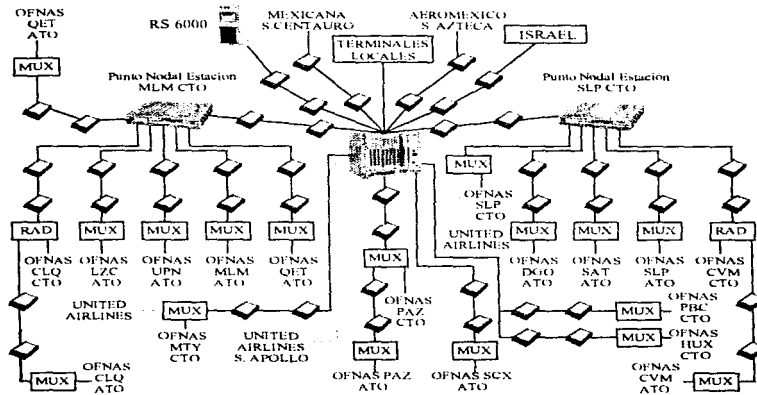 OFNAS
QET
ATO
MUX
RS 6000
MEXICANA
S. CENTAURO
TERMINALES
LOCALES
AEROMEXICO
S. AZTECA
ISRAEL
Punto Nodal Estacion
MLM CTO
Punto Nodal Estacion
SLP CTO
RAD
OFNAS
CLQ
CTO
MUX
OFNAS
LZC
ATO
MUX
OFNAS
UPN
ATO
MUX
OFNAS
MLM
ATO
MUX
OFNAS
QET
ATO
MUX
OFNAS
SLP
CTO
UNITED
AIRLINES
MUX
OFNAS
DGO
ATO
MUX
OFNAS
SAT
ATO
MUX
OFNAS
SLP
ATO
RAD
OFNAS
CVM
CTO
MUX
OFNAS
PAZ
CTO
UNITED
AIRLINES
MUX
OFNAS
MTY
CTO
UNITED
AIRLINES
S. APOLLO
MUX
OFNAS PAZ
ATO
MUX
OFNAS SCX
ATO
MUX
OFNAS
PBC
CTO
MUX
OFNAS
HUX
CTO
MUX
OFNAS
CLQ
ATO
OFNAS
CVM
ATO
MUX